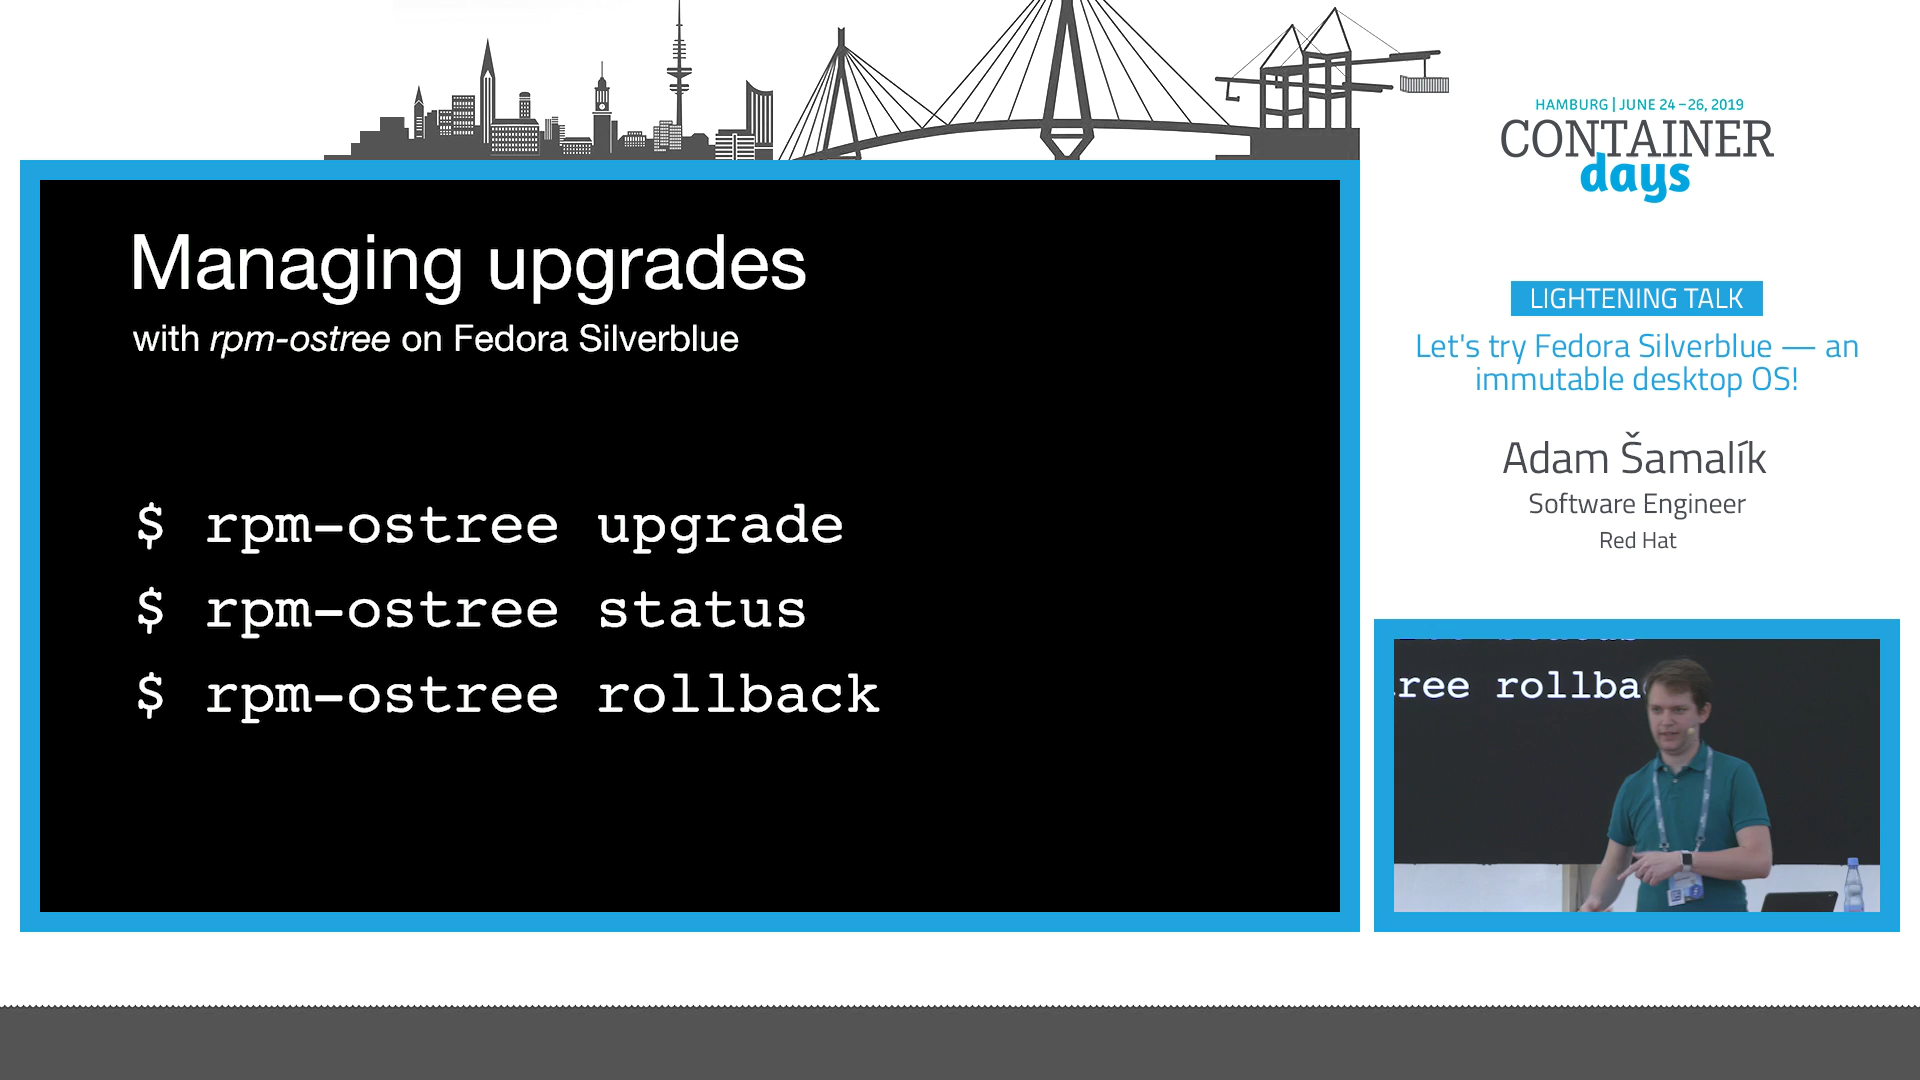 HAMBURG | JUNE 24 – 26, 2019
CONTAINER
days
Managing upgrades
with rpm-ostree on Fedora Silverblue
$ rpm-ostree upgrade
$ rpm-ostree status
$ rpm-ostree rollback
LIGHTENING TALK
Let's try Fedora Silverblue — an
immutable desktop OS!
Adam Šamalík
Software Engineer
Red Hat
ree rollba